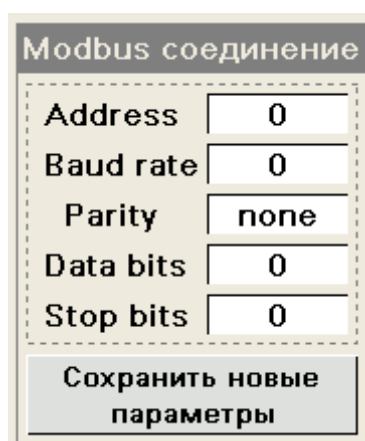 Modbus соединение
Address 0
Baud rate 0
Parity none
Data bits 0
Stop bits 0
Сохранить новые
параметры